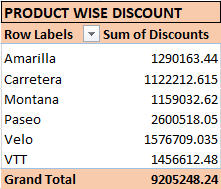 PRODUCT WISE DISCOUNT
Row Labels Sum of Discounts
Amarilla 1290163.44
Carretera 1122212.615
Montana 1159032.62
Paseo 2600518.05
Velo 1576709.035
VTT 1456612.48
Grand Total 9205248.24